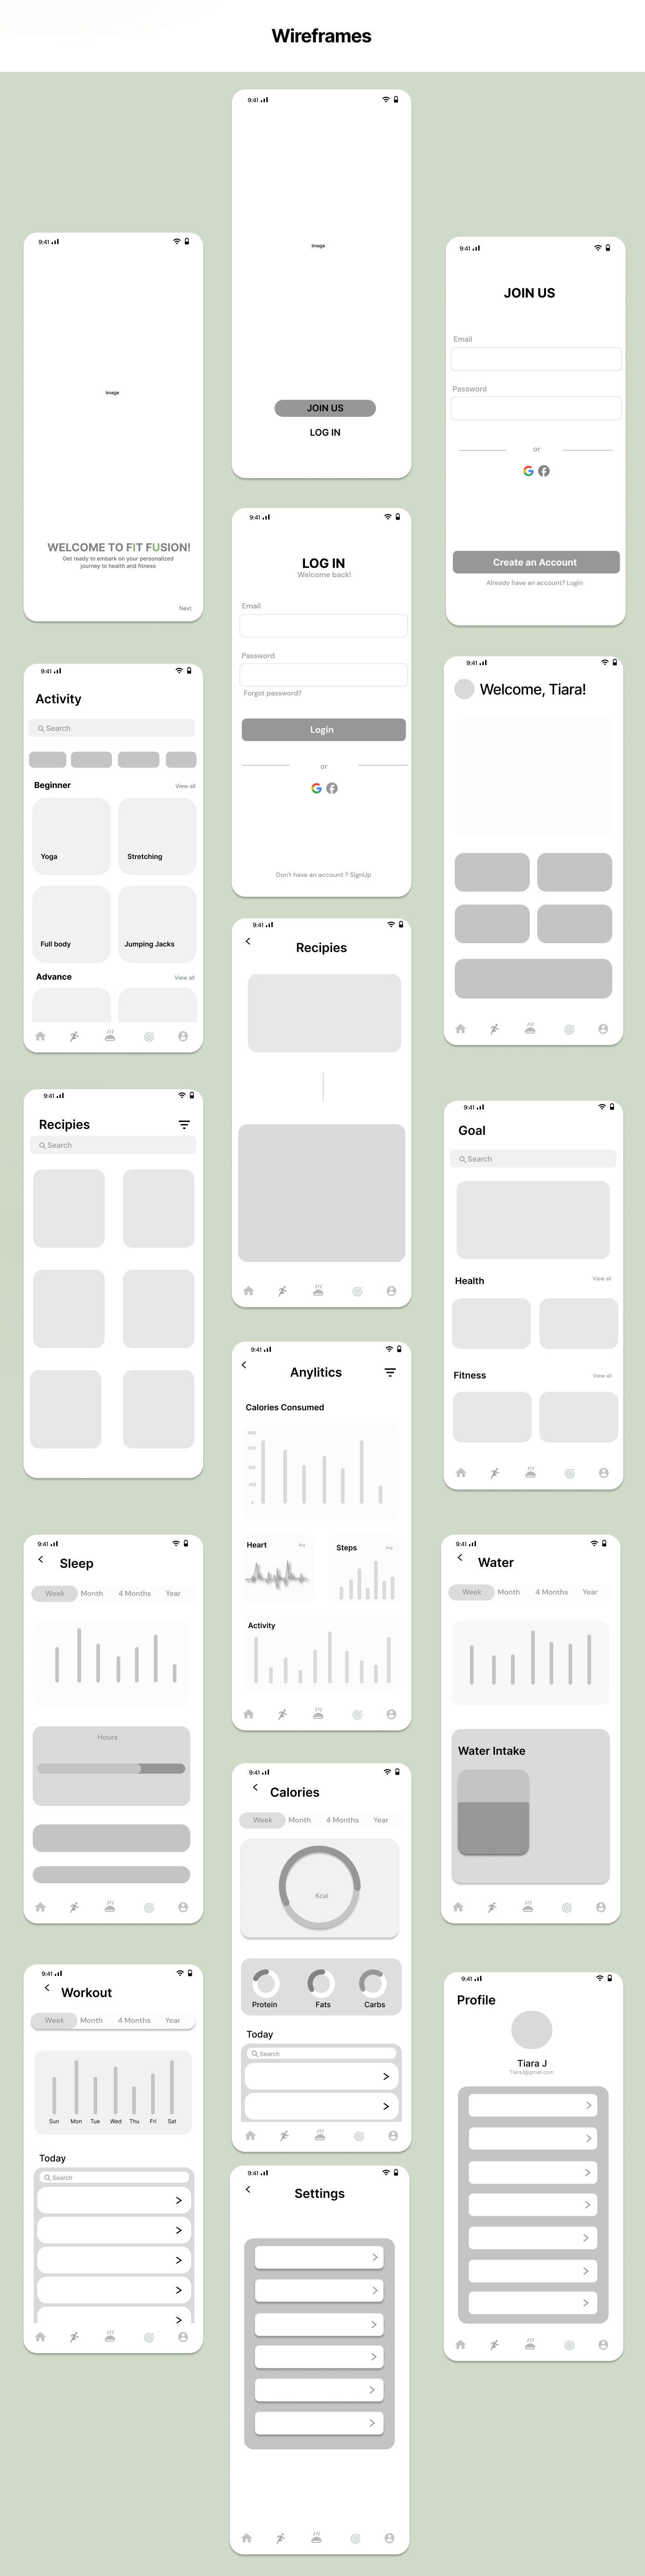 Wireframes
9:41
Image
JOIN US
LOG IN
9:41
Image
WELCOME TO FIT FUSION!
Get ready to embark on your personalized
journey to health and fitness
Next
9:41
JOIN US
Email
Password
or
Create an Account
Already have an account? Login
9:41
LOG IN
Welcome back!
Email
Password
Forgot password?
Login
or
Don't have an account ? SignUp
9:41
Activity
Search
Beginner
View all
Yoga
Stretching
Full body
Jumping Jacks
Advance
View all
9:41
Welcome, Tiara!
9:41
Recipies
9:41
Recipies
Search
9:41
Goal
Search
Health
View all
Fitness
View all
9:41
Anylitics
Calories Consumed
Heart
Steps
Activity
9:41
Sleep
Week Month 4 Months Year
Hours
9:41
Water
Week Month 4 Months Year
Water Intake
9:41
Calories
Week Month 4 Months Year
Kcal
Protein Fats Carbs
Today
Search
9:41
Workout
Week Month 4 Months Year
Sun Mon Tue Wed Thu Fri Sat
Today
Search
9:41
Profile
Tiara J
TiaraJ@gmail.com
9:41
Settings